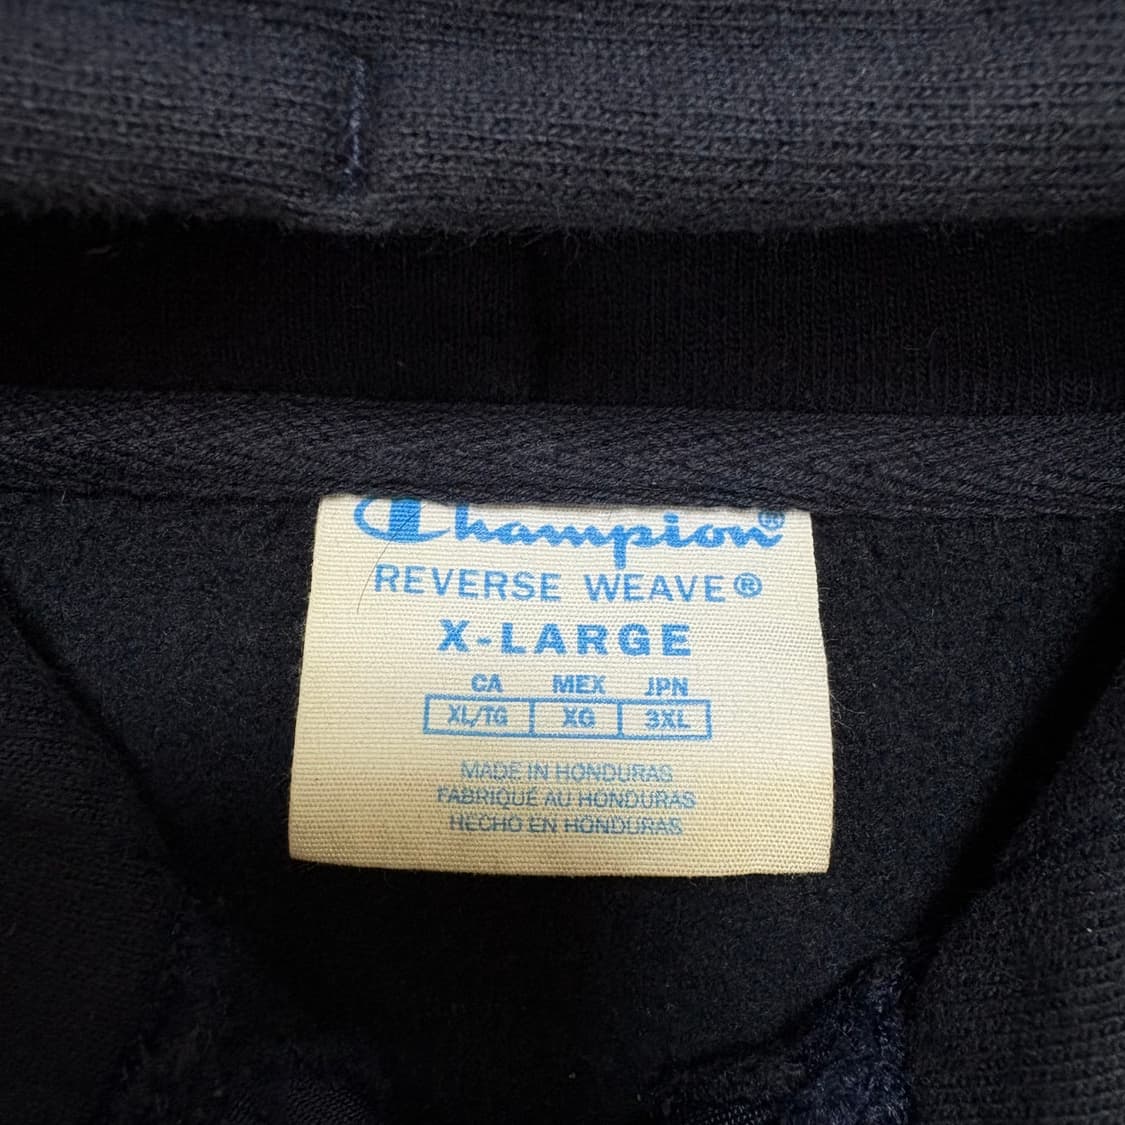 Champion®
REVERSE WEAVE®
X-LARGE
CA MEX JPN
XL/TG XG 3XL
MADE IN HONDURAS
FABRIQUÉ AU HONDURAS
HECHO EN HONDURAS